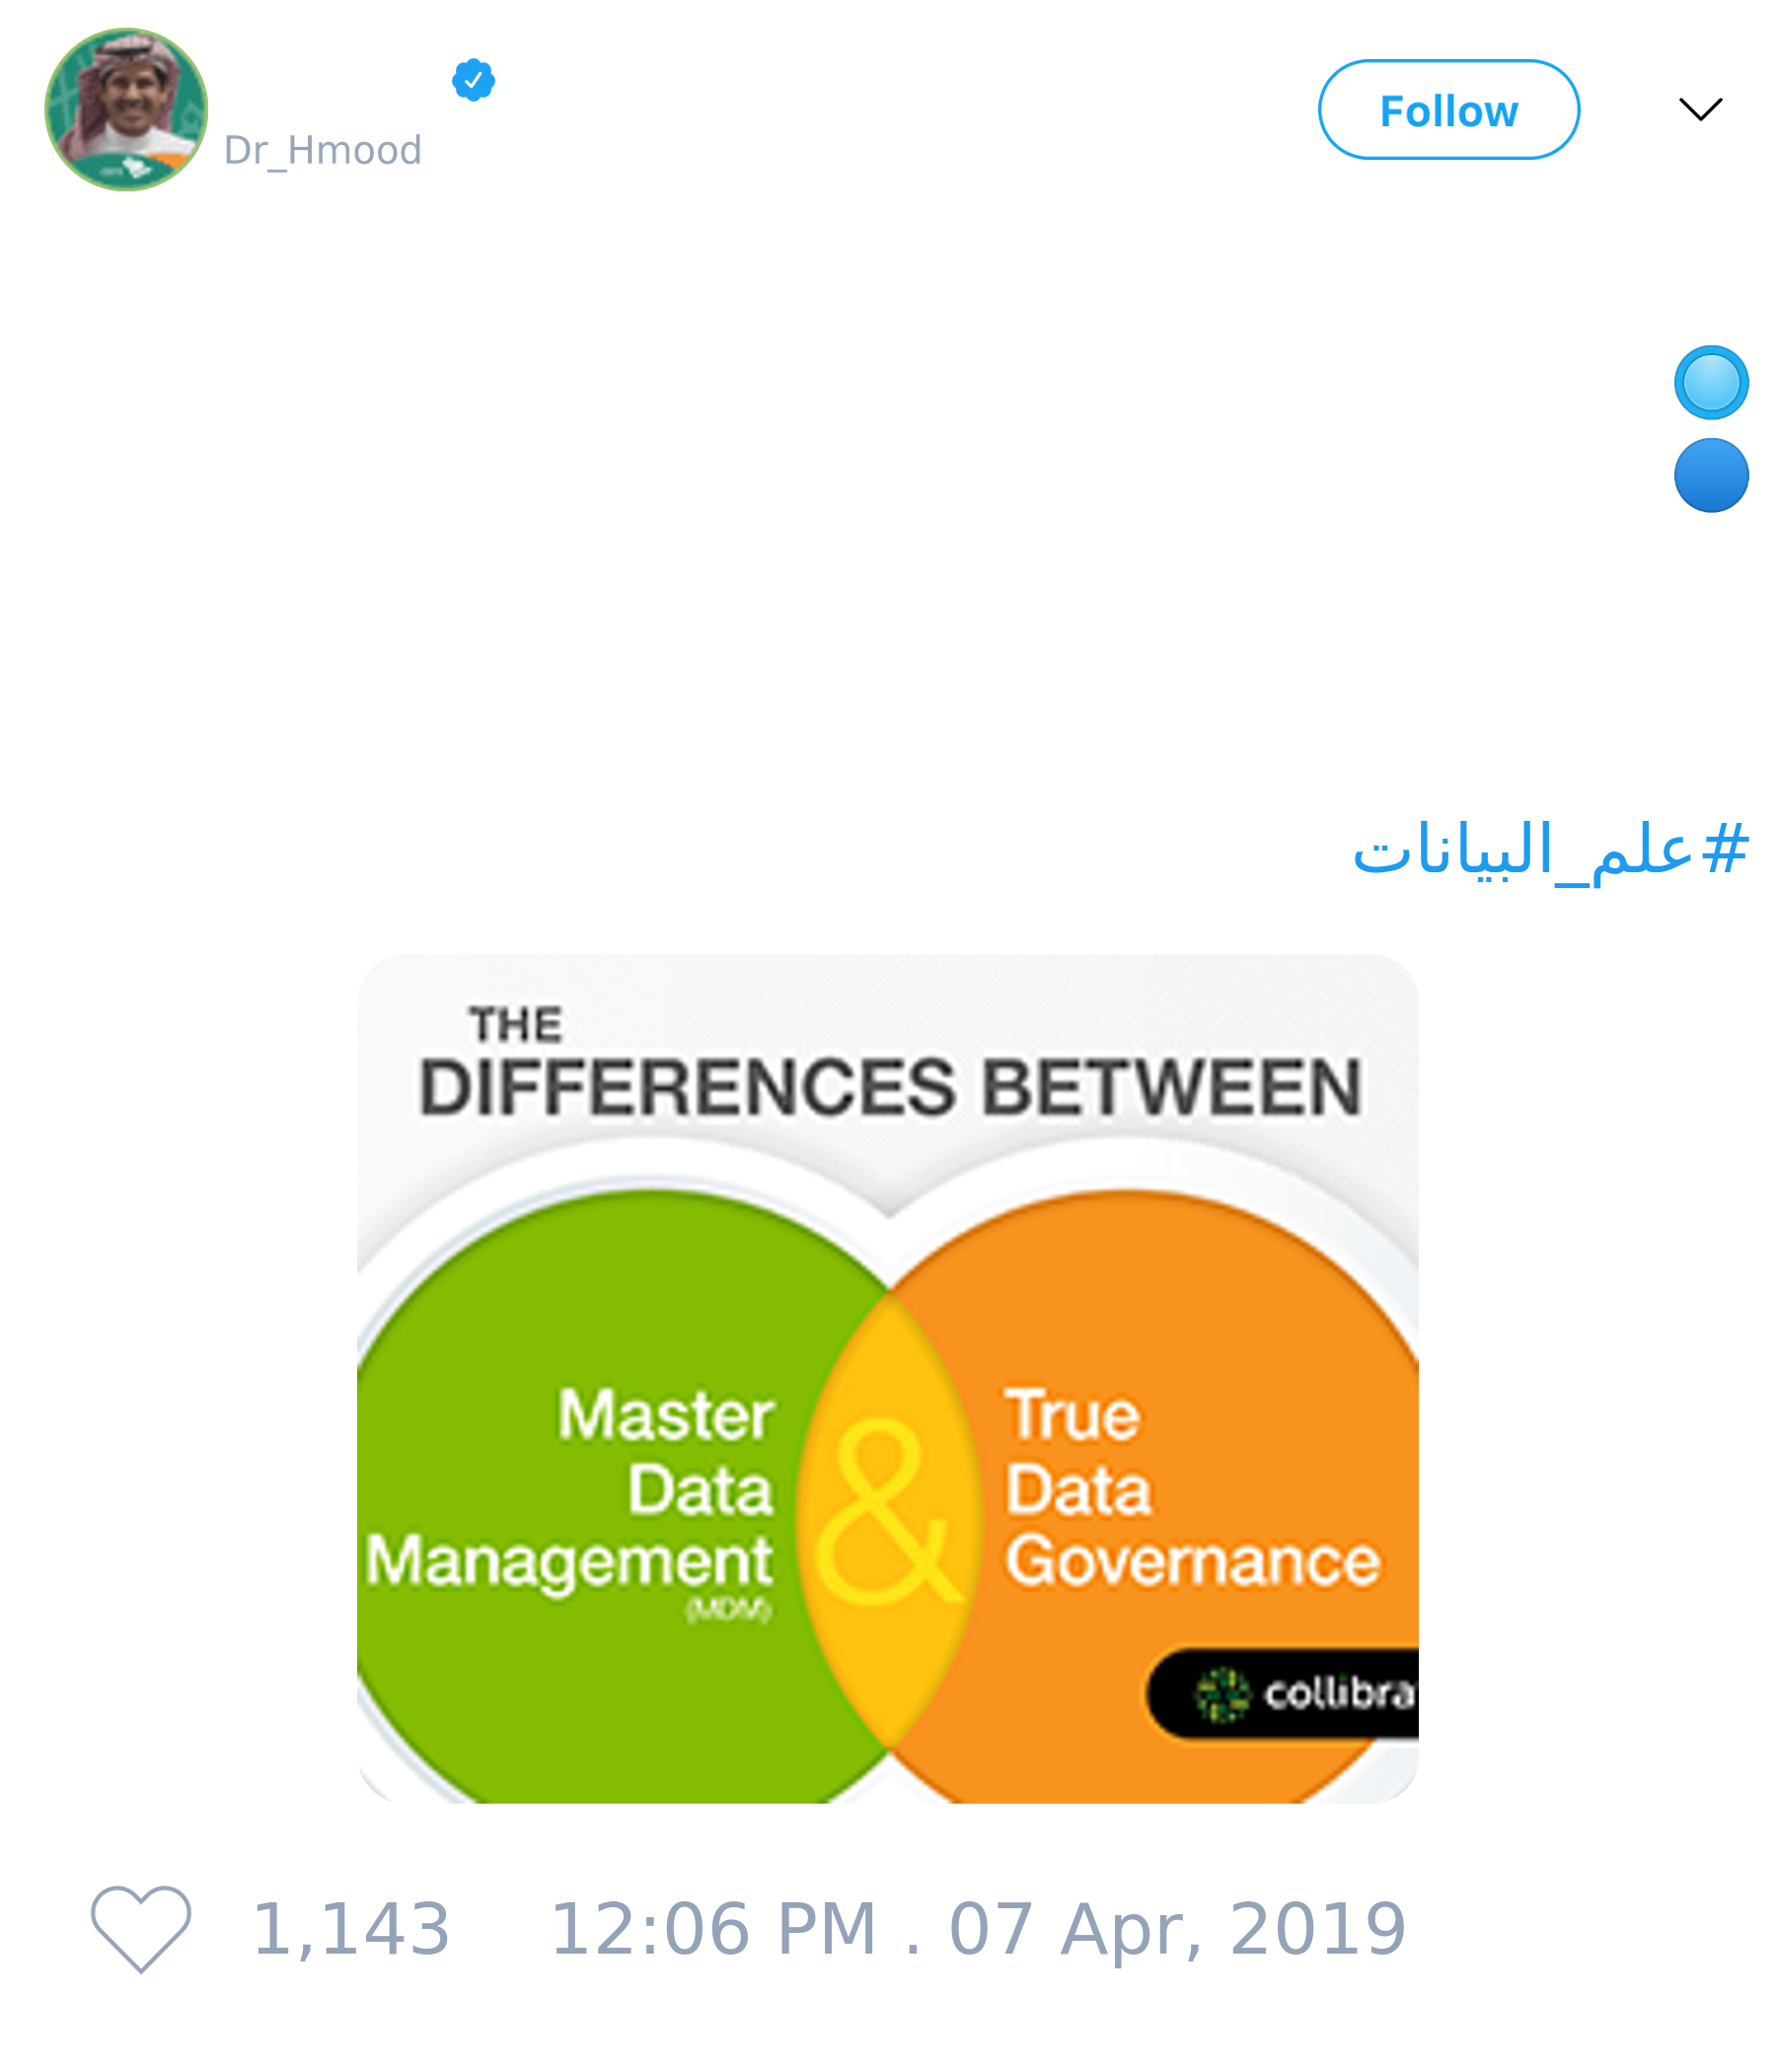 Dr_Hmood
Follow
#علم_البيانات
THE
DIFFERENCES BETWEEN
Master
Data
Management
(MDM)
&
True
Data
Governance
collibra
1,143
12:06 PM . 07 Apr, 2019